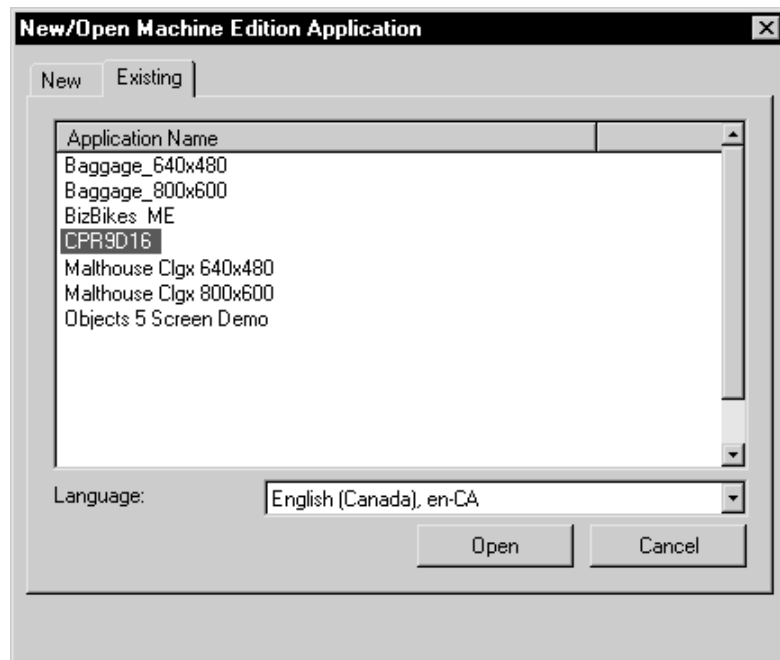 New/Open Machine Edition Application
New Existing
Application Name
Baggage_640x480
Baggage_800x600
BizBikes ME
CPR9D16
Malthouse Clgx 640x480
Malthouse Clgx 800x600
Objects 5 Screen Demo
Language: English (Canada), en-CA
Open Cancel